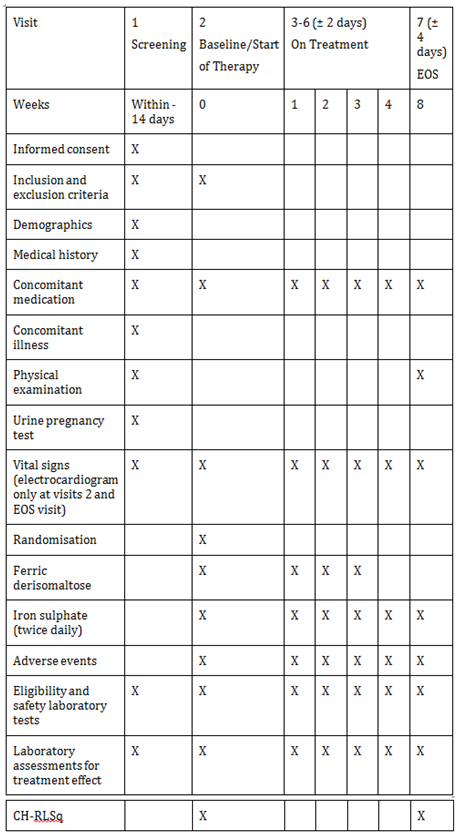 Visit 1 2 3-6 (± 2 days) 7 (±
Screening Baseline/Start On Treatment 4
of Therapy days)
EOS
Weeks Within - 0 1 2 3 4 8
14 days
Informed consent X
Inclusion and X X
exclusion criteria
Demographics X
Medical history X
Concomitant X X X X X X X
medication
Concomitant X
illness
Physical X X
examination
Urine pregnancy X
test
Vital signs X X X X X X X
(electrocardiogram
only at visits 2 and
EOS visit)
Randomisation X
Ferric X X X X
derisomaltose
Iron sulphate X X X X X X
(twice daily)
Adverse events X X X X X X
Eligibility and X X X X X X X
safety laboratory
tests
Laboratory X X X X X X X
assessments for
treatment effect
CH-RLSq X X